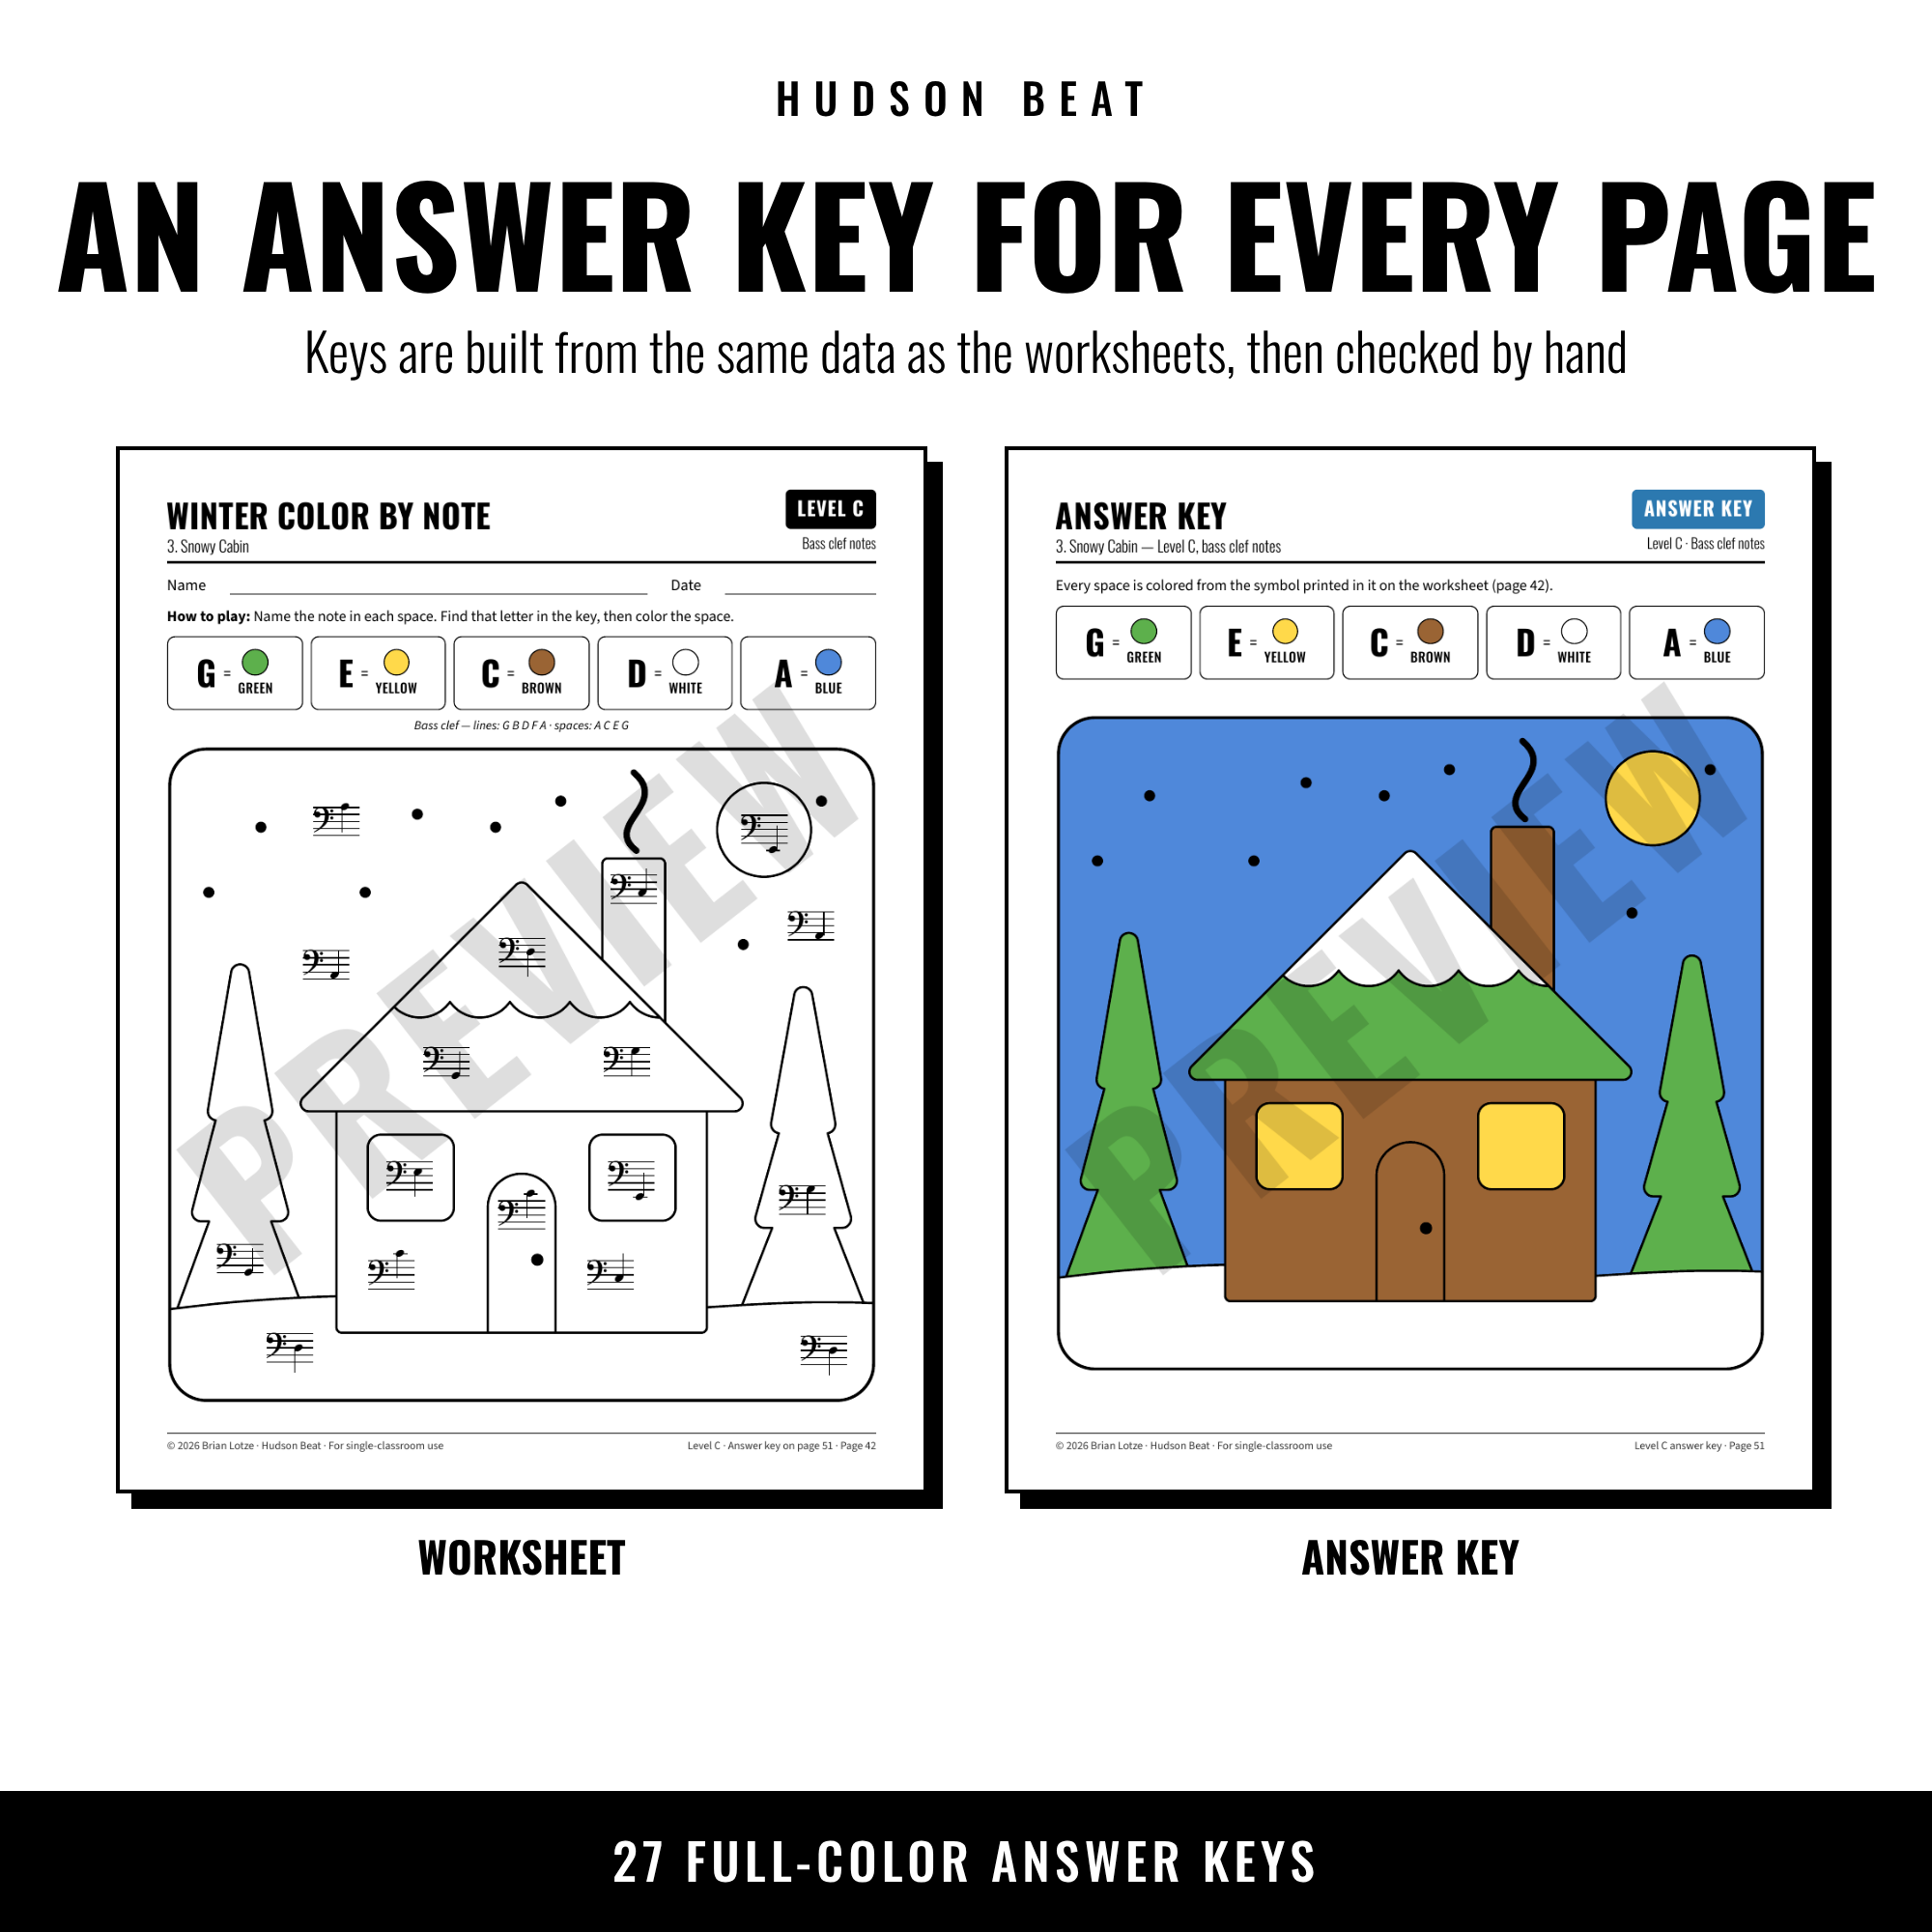 HUDSON BEAT
AN ANSWER KEY FOR EVERY PAGE
Keys are built from the same data as the worksheets, then checked by hand
WINTER COLOR BY NOTE
LEVEL C
3. Snowy Cabin
Bass clef notes
Name
Date
How to play: Name the note in each space. Find that letter in the key, then color the space.
G = GREEN
E = YELLOW
C = BROWN
D = WHITE
A = BLUE
Bass clef — lines: G B D F A · spaces: A C E G
PREVIEW
© 2026 Brian Lotze · Hudson Beat · For single-classroom use
Level C · Answer key on page 51 · Page 42
WORKSHEET
ANSWER KEY
ANSWER KEY
3. Snowy Cabin — Level C, bass clef notes
Level C · Bass clef notes
Every space is colored from the symbol printed in it on the worksheet (page 42).
G = GREEN
E = YELLOW
C = BROWN
D = WHITE
A = BLUE
PREVIEW
© 2026 Brian Lotze · Hudson Beat · For single-classroom use
Level C answer key · Page 51
ANSWER KEY
27 FULL-COLOR ANSWER KEYS